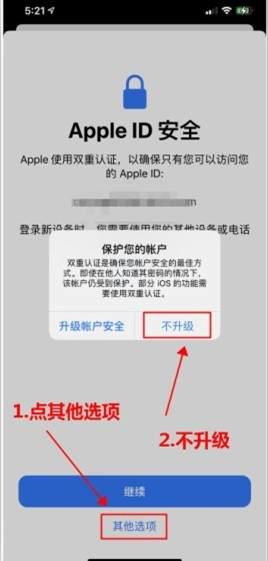 5:21
Apple ID 安全
Apple 使用双重认证，以确保只有您可以访问您
的 Apple ID:
m
登录新设备时，您需要使用您的其他设备或电话
保护您的帐户
双重认证是确保您帐户安全的最佳方
式。即使在他人知道其密码的情况下，
该帐户仍受到保护。部分 iOS 的功能需
要使用双重认证。
升级帐户安全
不升级
1.点其他选项
2.不升级
继续
其他选项